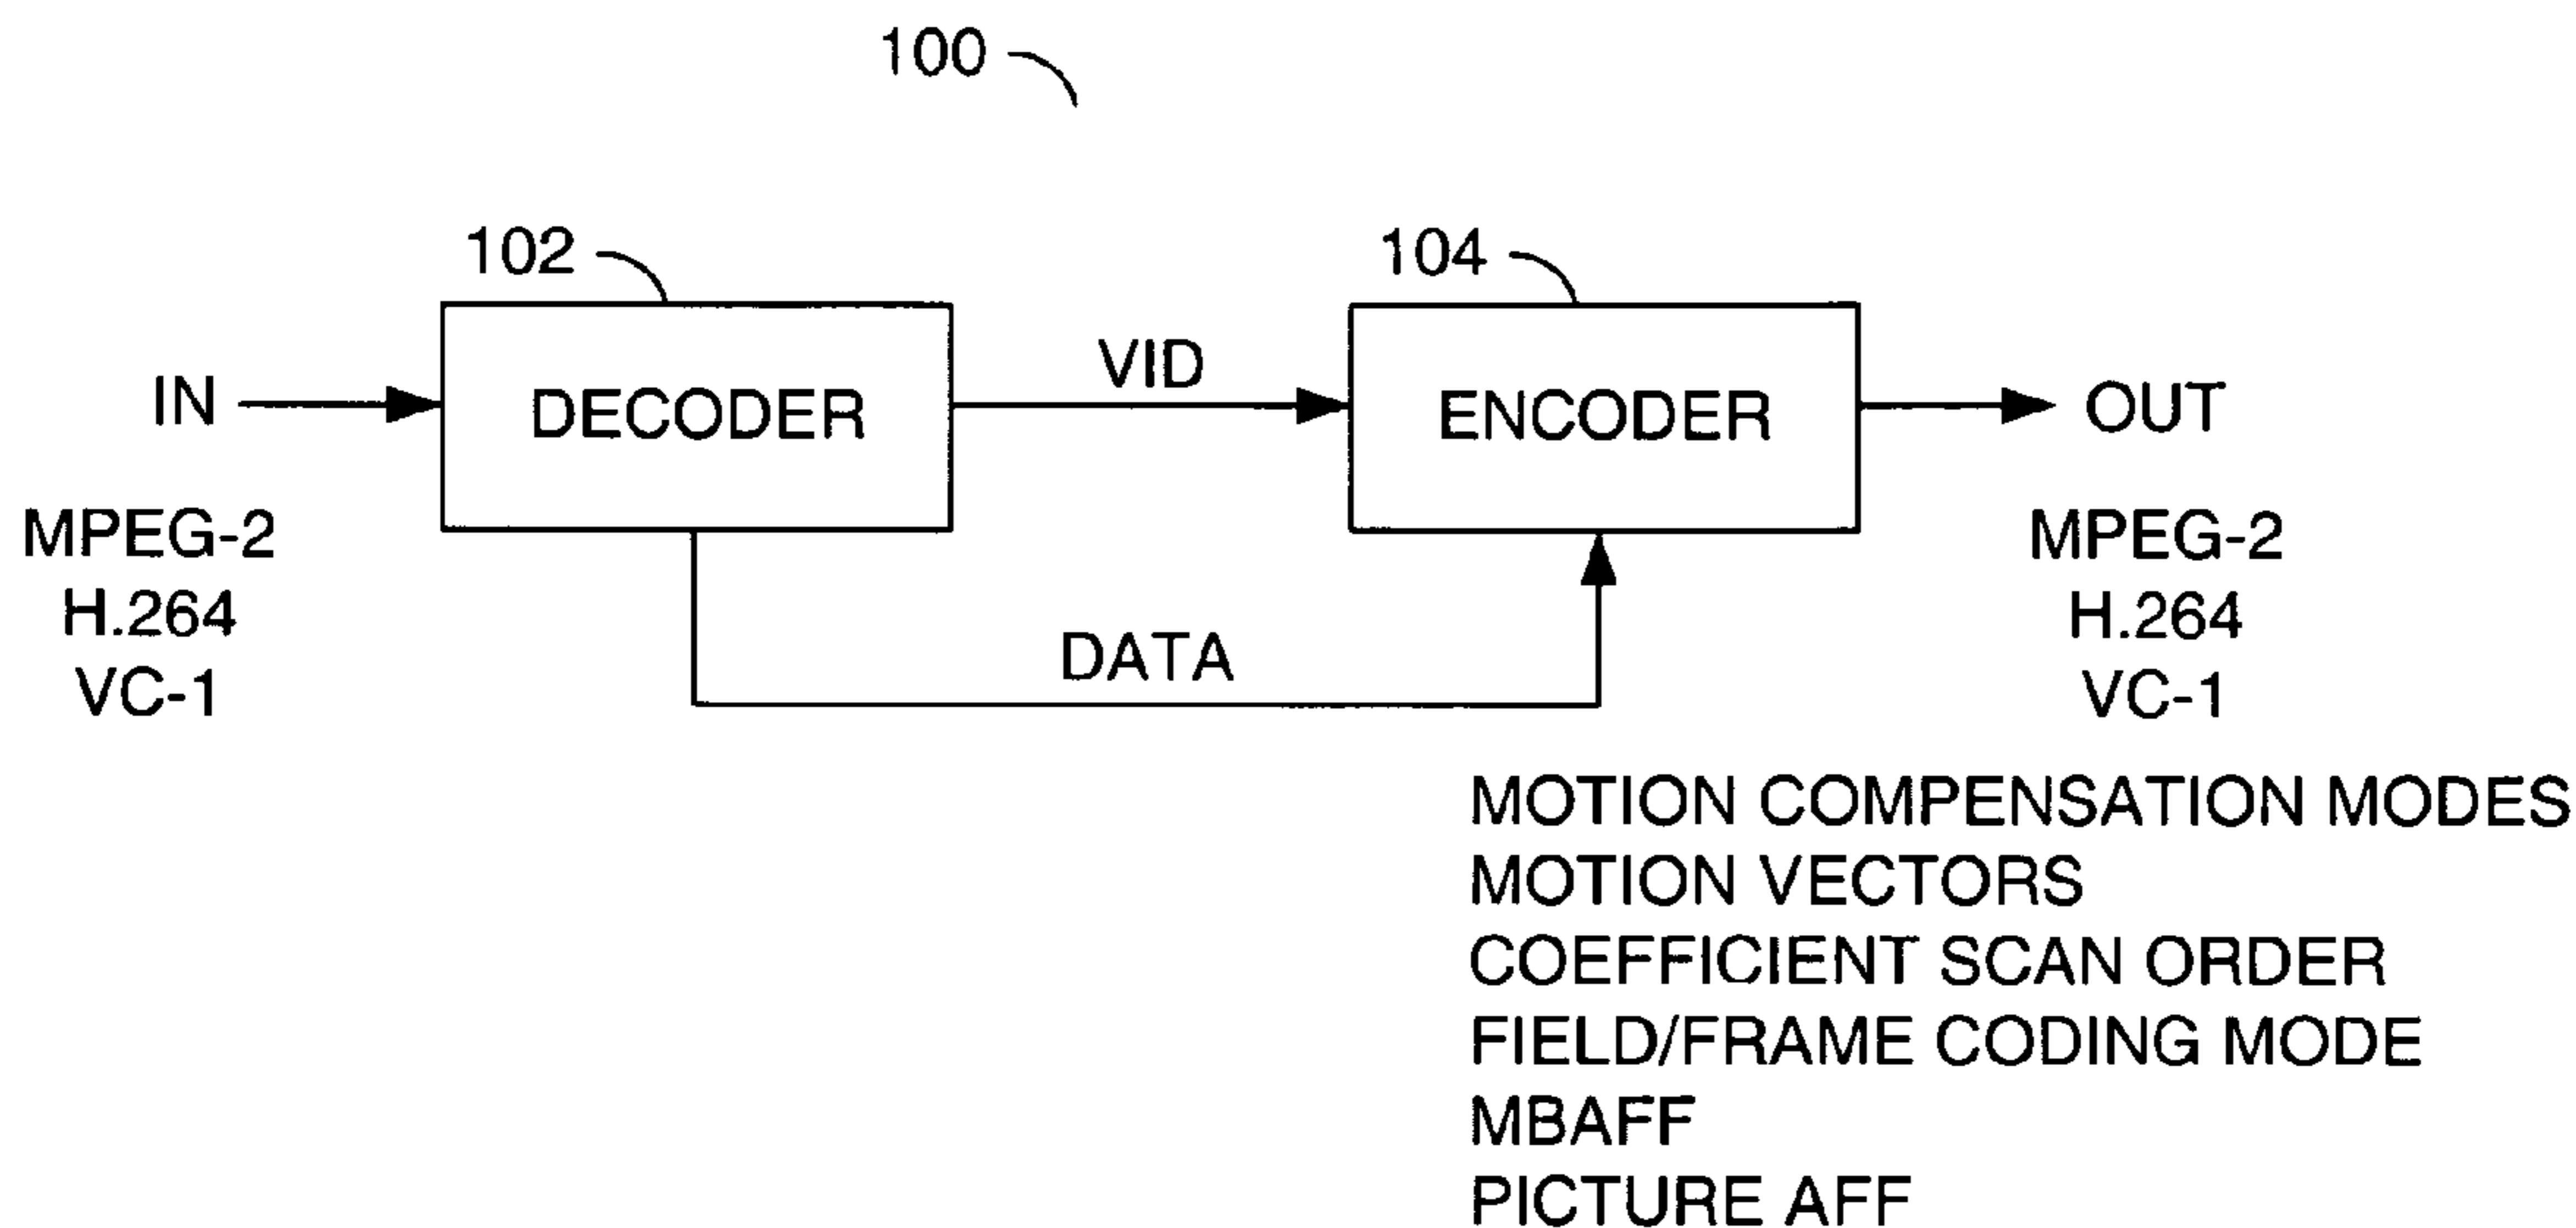 100
102
104
IN
DECODER
VID
ENCODER
OUT
MPEG-2
H.264
VC-1
DATA
MPEG-2
H.264
VC-1
MOTION COMPENSATION MODES
MOTION VECTORS
COEFFICIENT SCAN ORDER
FIELD/FRAME CODING MODE
MBAFF
PICTURE AFF